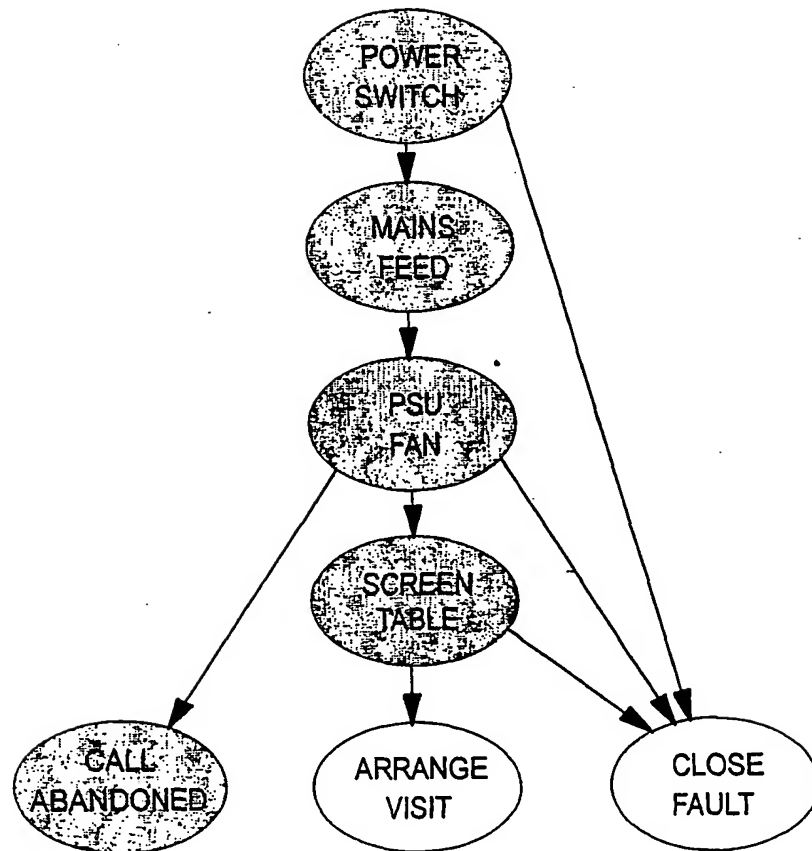 POWER
SWITCH
MAINS
FEED
PSU
FAN
SCREEN
TABLE
CALL
ABANDONED
ARRANGE
VISIT
CLOSE
FAULT